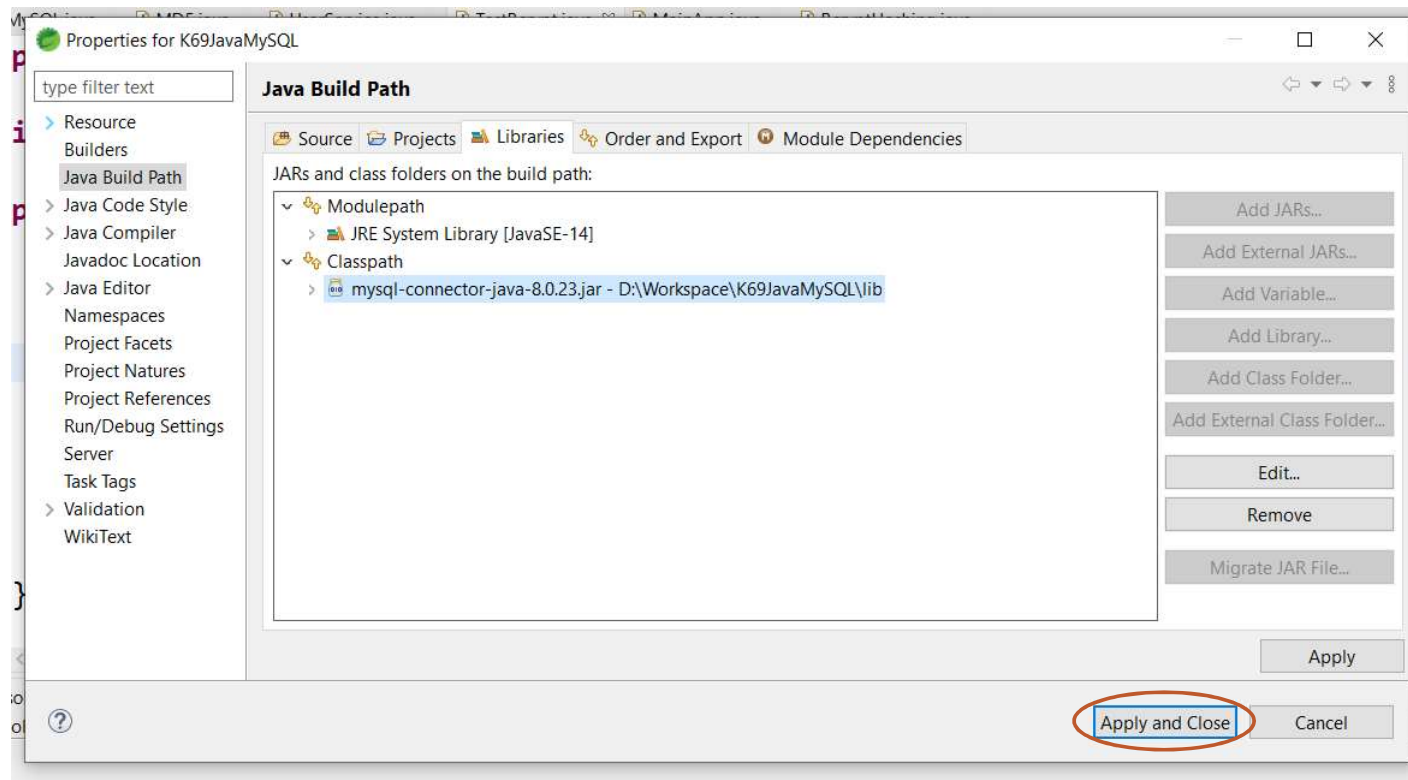 Properties for K69JavaMySQL
type filter text
Resource
Builders
Java Build Path
Java Code Style
Java Compiler
Javadoc Location
Java Editor
Namespaces
Project Facets
Project Natures
Project References
Run/Debug Settings
Server
Task Tags
Validation
WikiText
Java Build Path
Source Projects Libraries Order and Export Module Dependencies
JARs and class folders on the build path:
Modulepath
JRE System Library [JavaSE-14]
Classpath
mysql-connector-java-8.0.23.jar - D:\Workspace\K69JavaMySQL\lib
Add JARs...
Add External JARs...
Add Variable...
Add Library...
Add Class Folder...
Add External Class Folder...
Edit...
Remove
Migrate JAR File...
Apply
Apply and Close Cancel